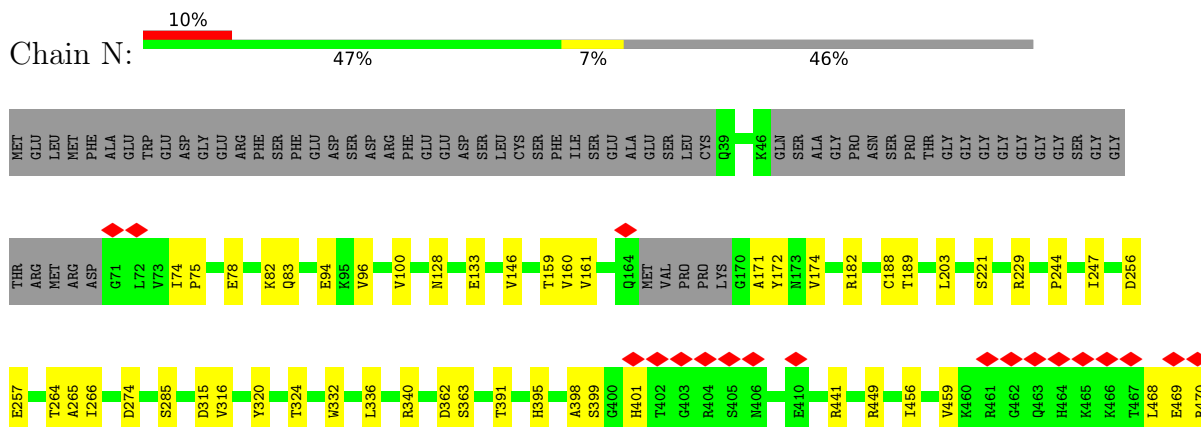 10%
Chain N:
47% 7% 46%
MET GLU LEU MET MET PHE ALA GLU TRP GLU ASP GLY GLU ARG PHE SER PHE GLU ASP SER ASP ARG PHE GLU GLU ASP SER LEU CYS SER PHE ILE SER GLU ALA GLU SER LEU CYS Q39 K46 GLN SER ALA GLY PRO ASN SER PRO THR GLY GLY GLY GLY GLY GLY GLY SER GLY GLY
THR ARG MET ARG ASP G71 L72 V73 I74 P75 E78 K82 Q83 E94 K95 V96 V100 N128 E133 V146 T159 V160 V161 Q164 MET VAL PRO PRO LYS G170 A171 Y172 N173 V174 R182 C188 T189 L203 S221 R229 P244 I247 D256
E257 T264 A265 I266 D274 S285 D315 V316 Y320 T324 W332 L336 R340 D362 S363 T391 H395 A398 S399 G400 H401 T402 G403 R404 S405 N406 E410 R441 R449 I456 V459 K460 R461 G462 Q463 H464 K465 K466 T467 L468 E469